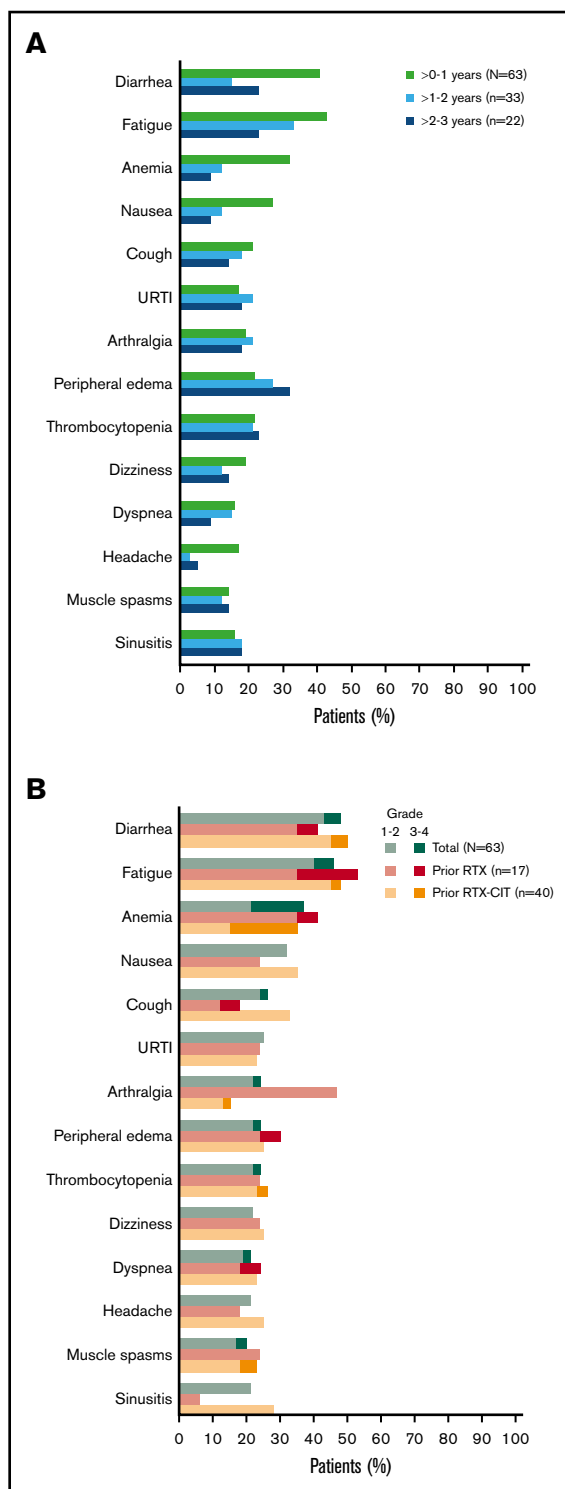 A
>0-1 years (N=63)
>1-2 years (n=33)
>2-3 years (n=22)
Diarrhea
Fatigue
Anemia
Nausea
Cough
URTI
Arthralgia
Peripheral edema
Thrombocytopenia
Dizziness
Dyspnea
Headache
Muscle spasms
Sinusitis
0 10 20 30 40 50 60 70 80 90 100
Patients (%)
B
Grade
1-2 3-4
Total (N=63)
Prior RTX (n=17)
Prior RTX-CIT (n=40)
Diarrhea
Fatigue
Anemia
Nausea
Cough
URTI
Arthralgia
Peripheral edema
Thrombocytopenia
Dizziness
Dyspnea
Headache
Muscle spasms
Sinusitis
0 10 20 30 40 50 60 70 80 90 100
Patients (%)